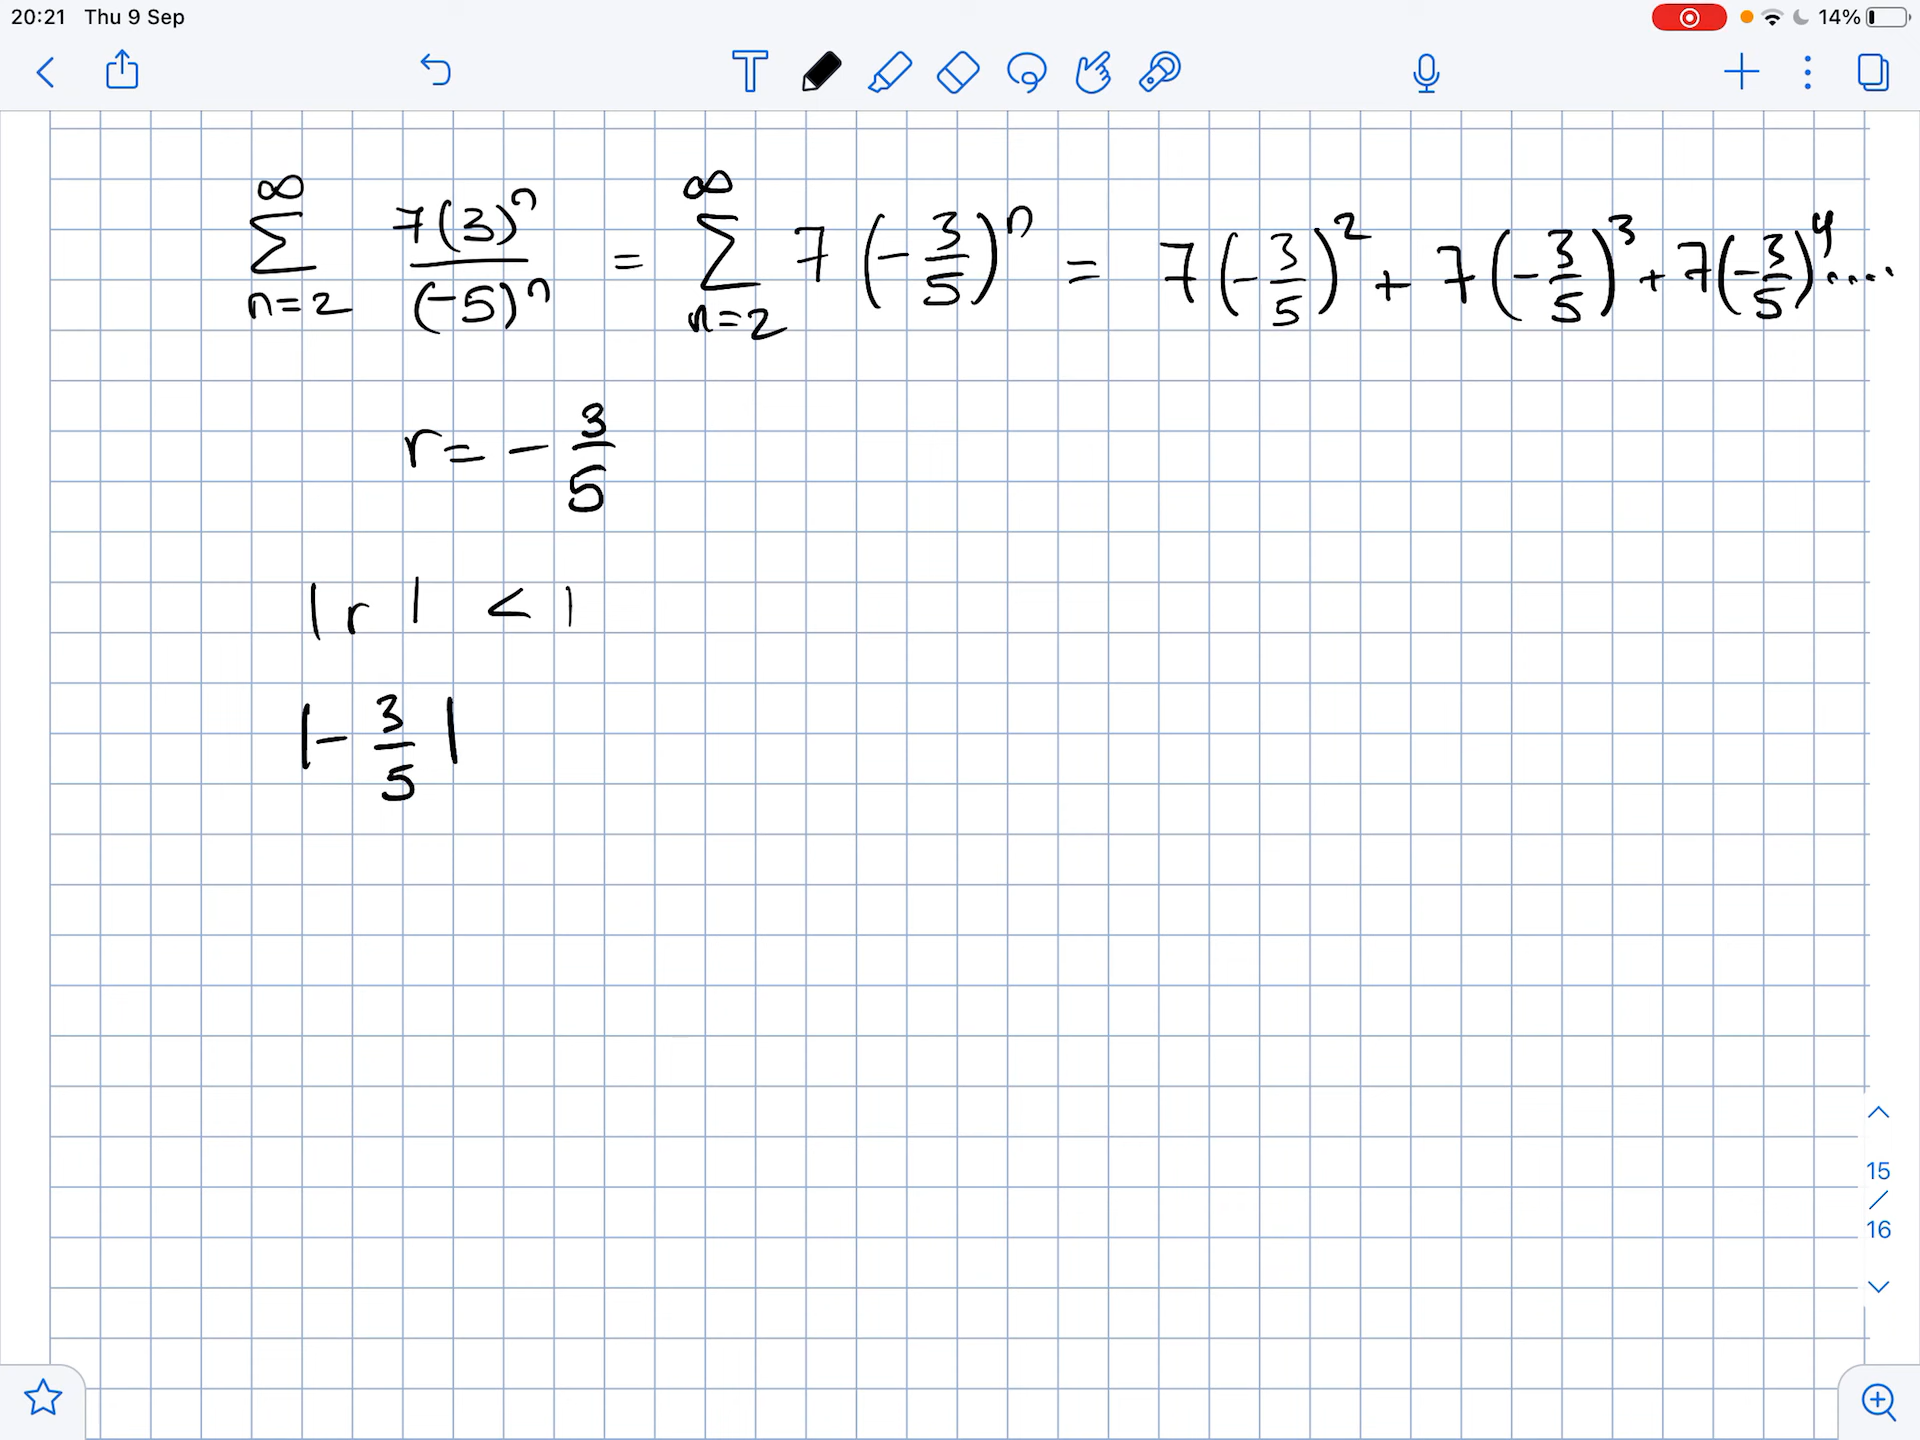 20:21 Thu 9 Sep 14%
T
∞ ∑ n=2 7(3)^n / (-5)^n = ∞ ∑ n=2 7(-3/5)^n = 7(-3/5)^2 + 7(-3/5)^3 + 7(-3/5)^4 ....
r = - 3/5
|r| < 1
|- 3/5|
15
/
16